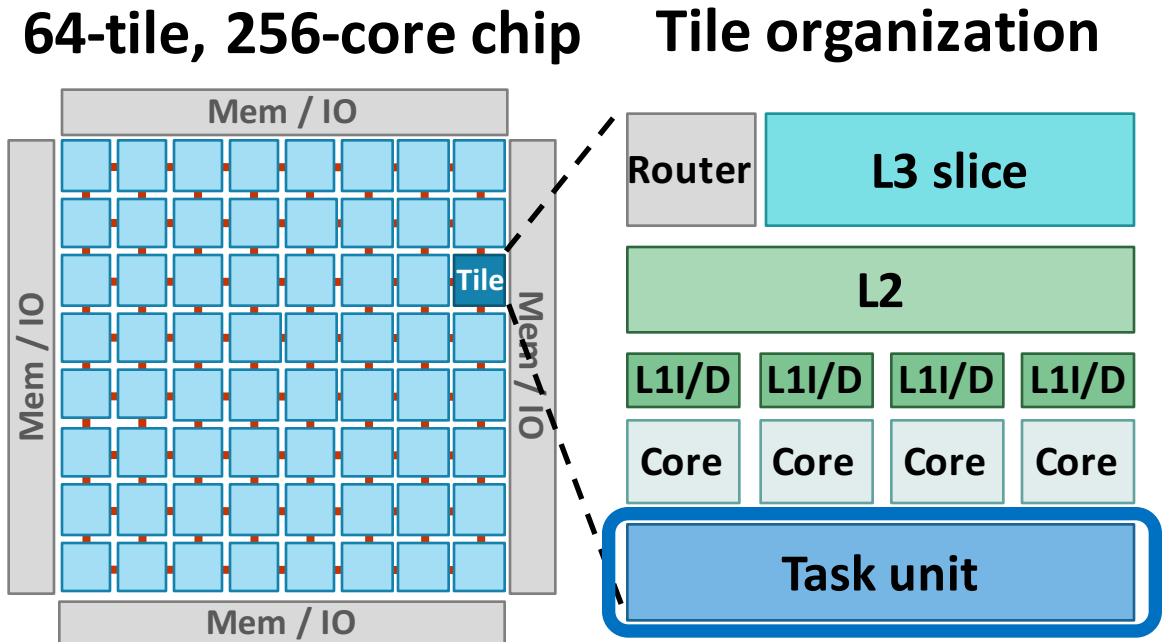 64-tile, 256-core chip
Tile organization
Mem / IO
Mem / IO
Tile
Mem / IO
Mem / IO
Router
L3 slice
L2
L1I/D L1I/D L1I/D L1I/D
Core Core Core Core
Task unit